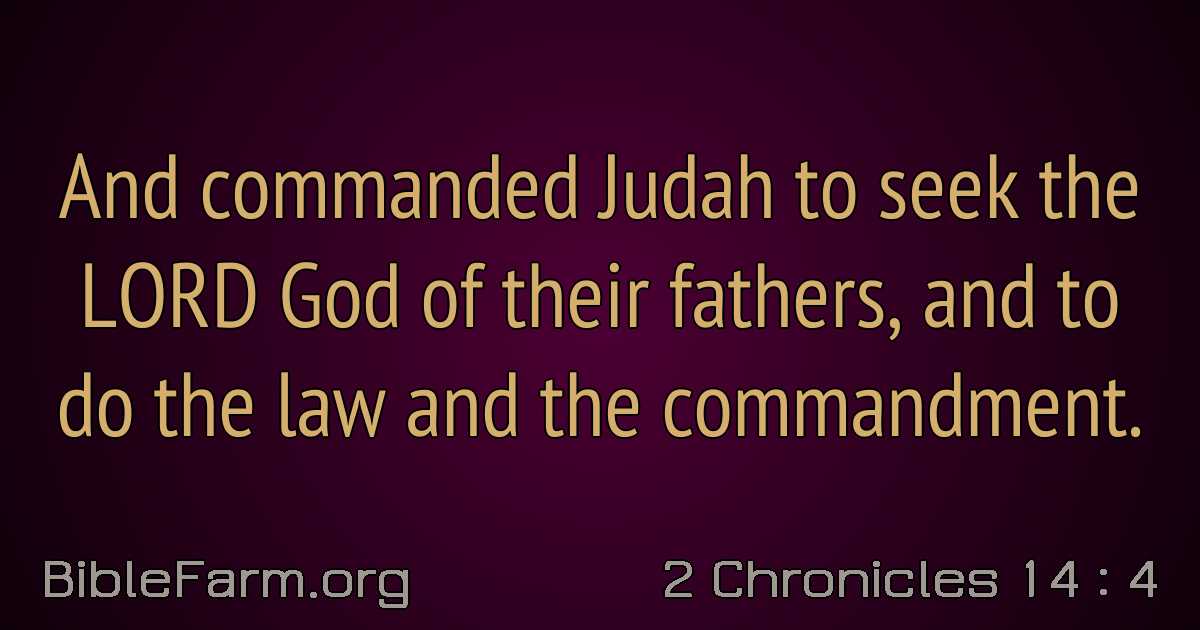 And commanded Judah to seek the
LORD God of their fathers, and to
do the law and the commandment.
BibleFarm.org
2 Chronicles 14 : 4